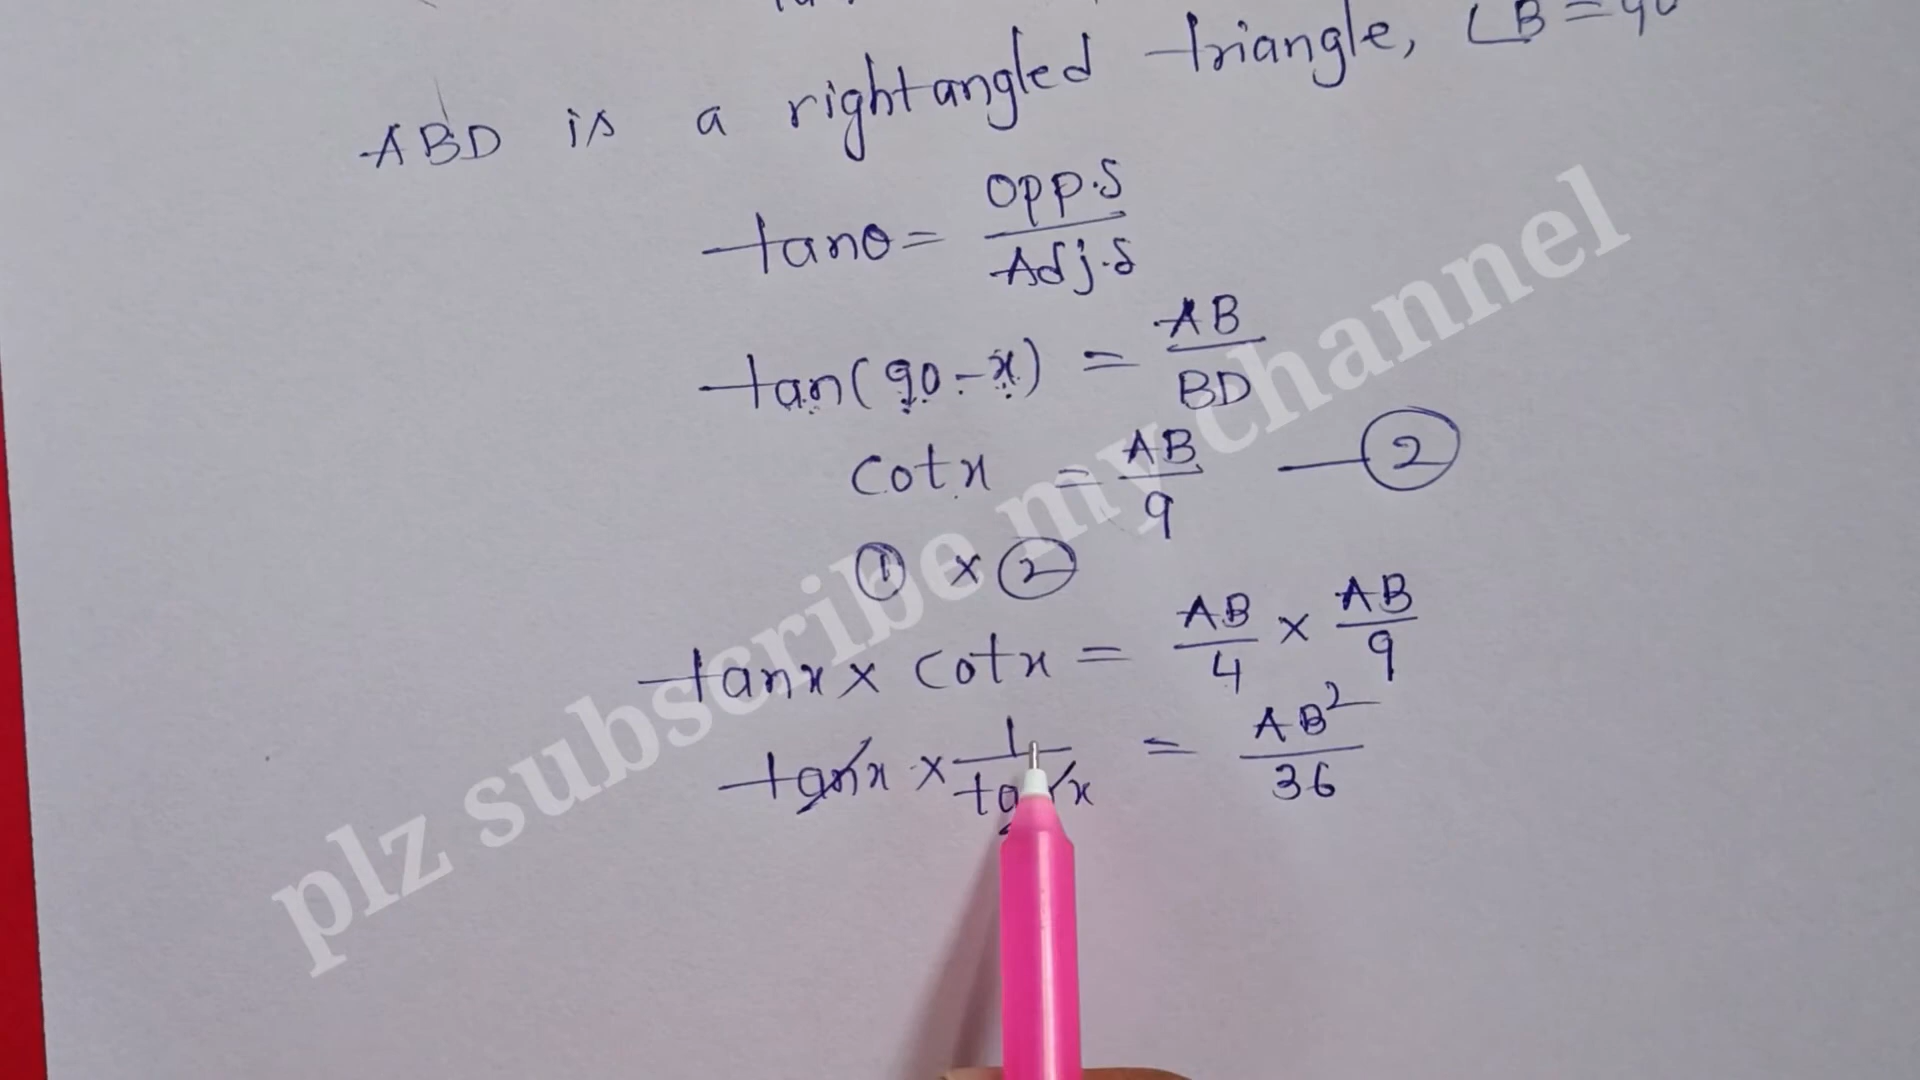 ABD is a rightangled triangle, ∠B = 90
tanθ = Opp.S / Adj.S
tan(90-x) = AB / BD
cotx = AB / 9 — ②
① × ②
tanx × cotx = AB / 4 × AB / 9
tanx × 1 / tanx = AB² / 36
plz subscribe my channel